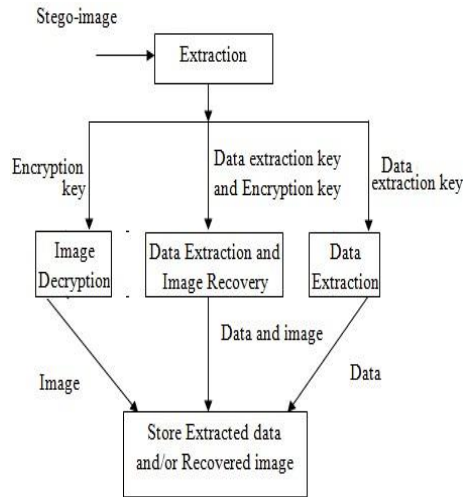 Stego-image
Extraction
Encryption
key
Data extraction key
and Encryption key
Data
extraction key
Image
Decryption
Data Extraction and
Image Recovery
Data
Extraction
Image
Data and image
Data
Store Extracted data
and/or Recovered image